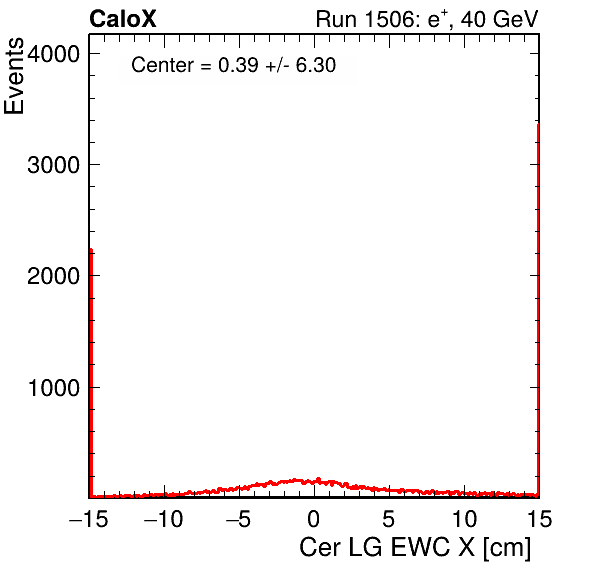 CaloX
Run 1506: e+, 40 GeV
Center = 0.39 +/- 6.30
Events
4000
3000
2000
1000
−15 −10 −5 0 5 10 15
Cer LG EWC X [cm]